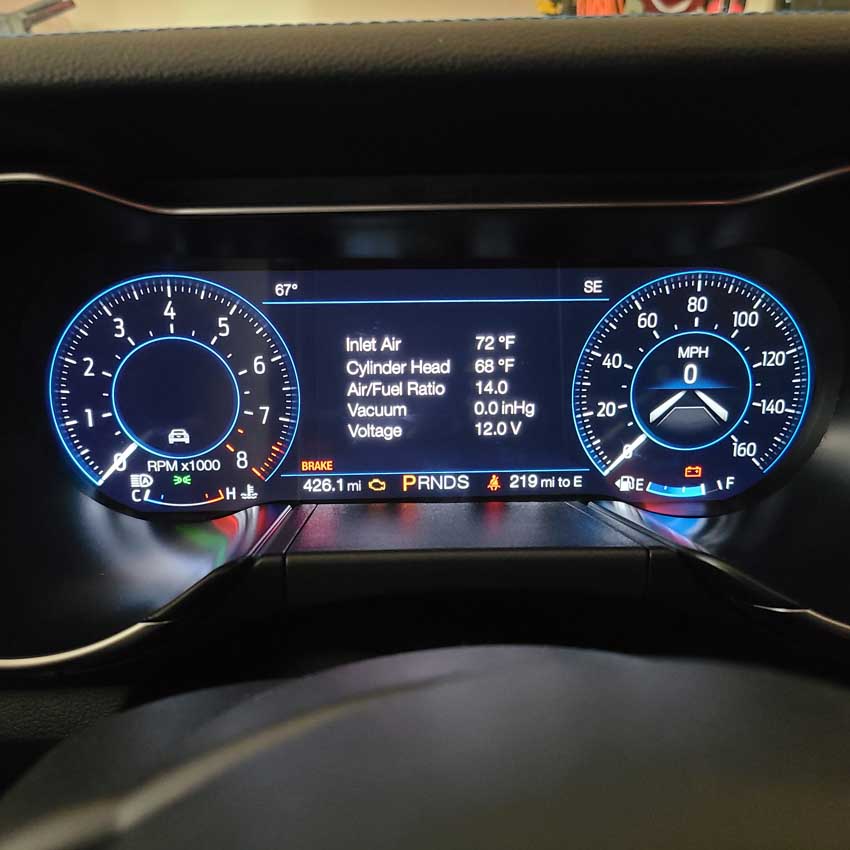 67° SE
4
3 5
2 6
1 7
0 8
RPM x1000
C H
Inlet Air 72 °F
Cylinder Head 68 °F
Air/Fuel Ratio 14.0
Vacuum 0.0 inHg
Voltage 12.0 V
80
60 100
40 120
20 140
0 160
MPH
0
E F
BRAKE
426.1 mi PRNDS 219 mi to E